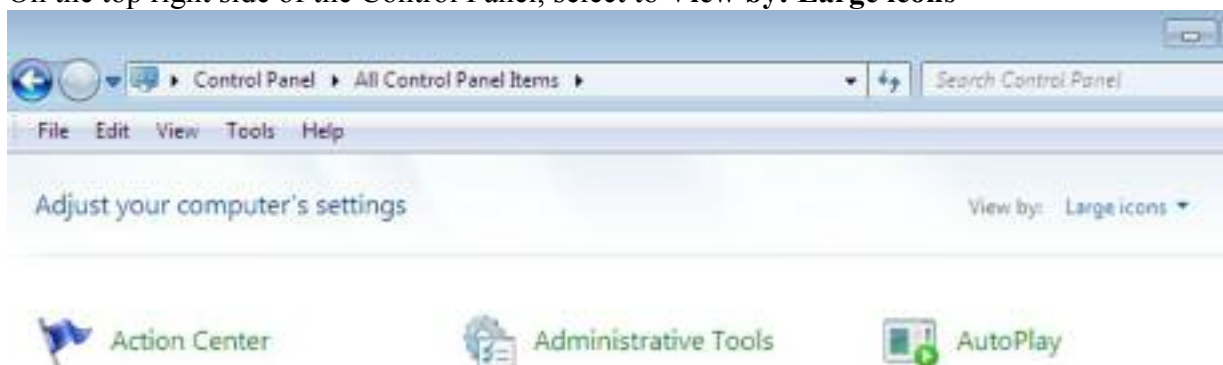 On the top right side of the Control Panel, select to View by: Large icons
Control Panel All Control Panel Items Search Control Panel
File Edit View Tools Help
Adjust your computer's settings View by: Large icons
Action Center Administrative Tools AutoPlay